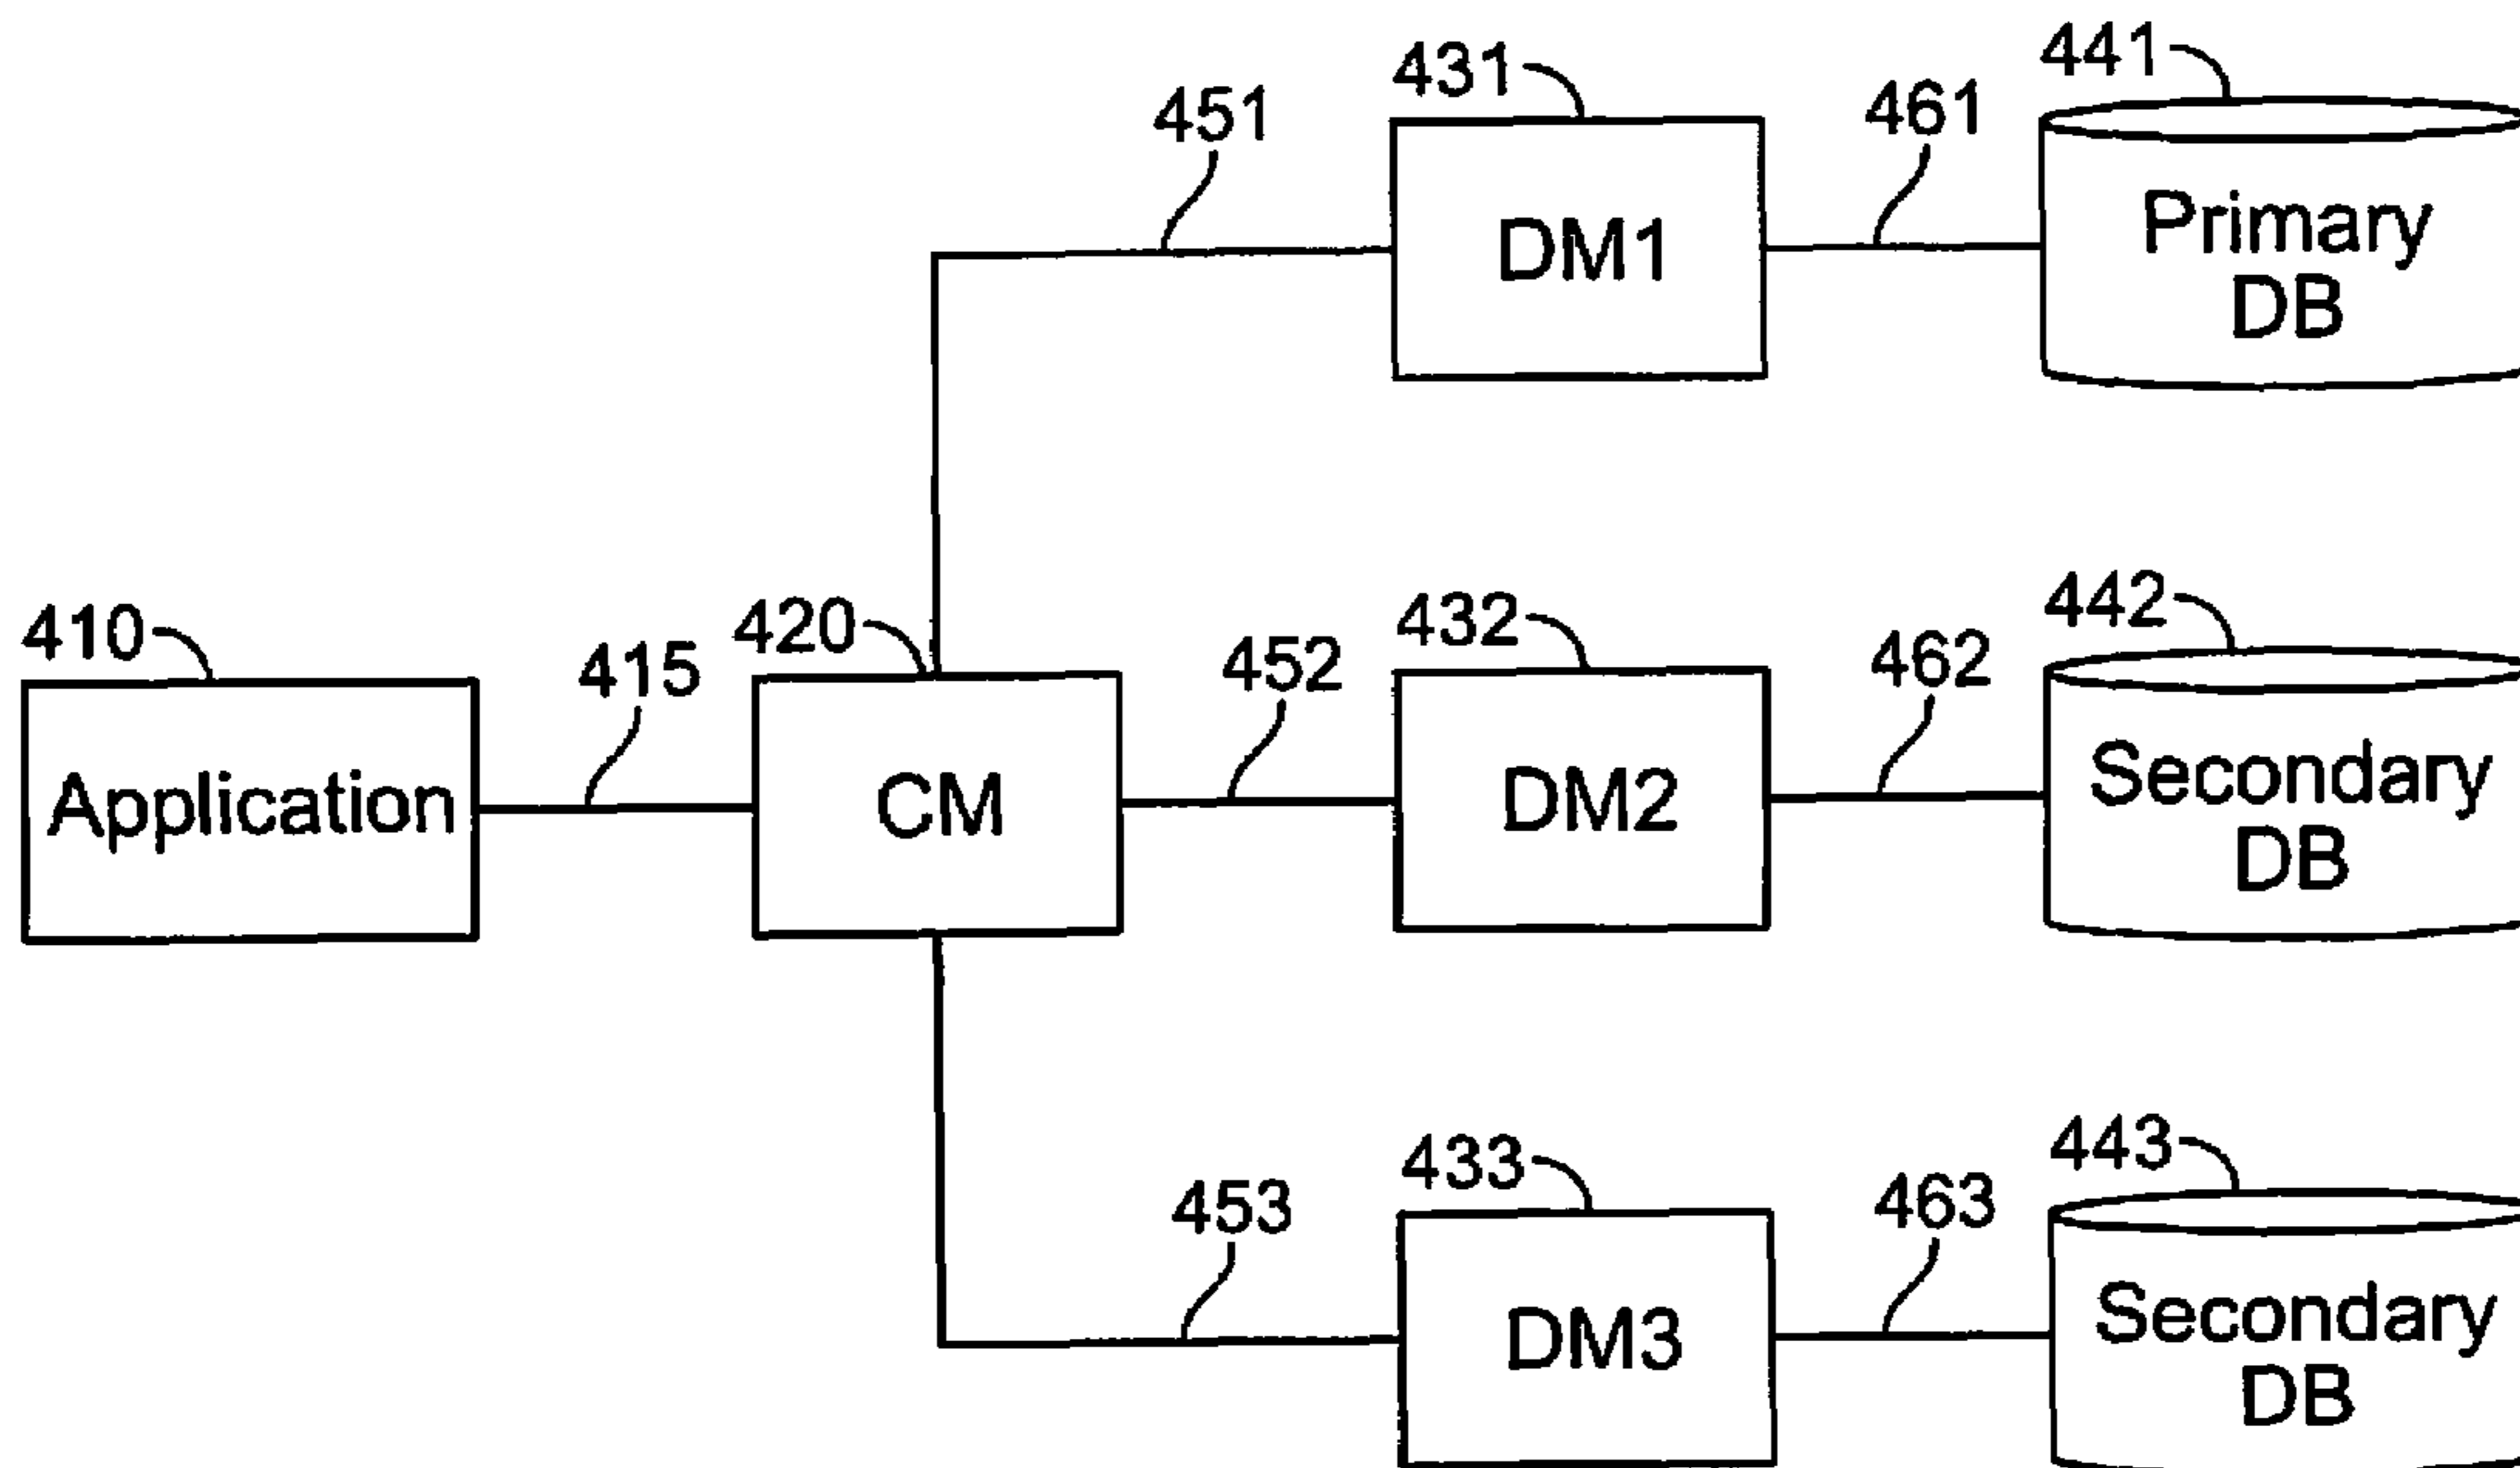 441
431
451
461
DM1
Primary
DB
442
432
410
420
415
452
462
Application
CM
DM2
Secondary
DB
443
433
453
463
DM3
Secondary
DB